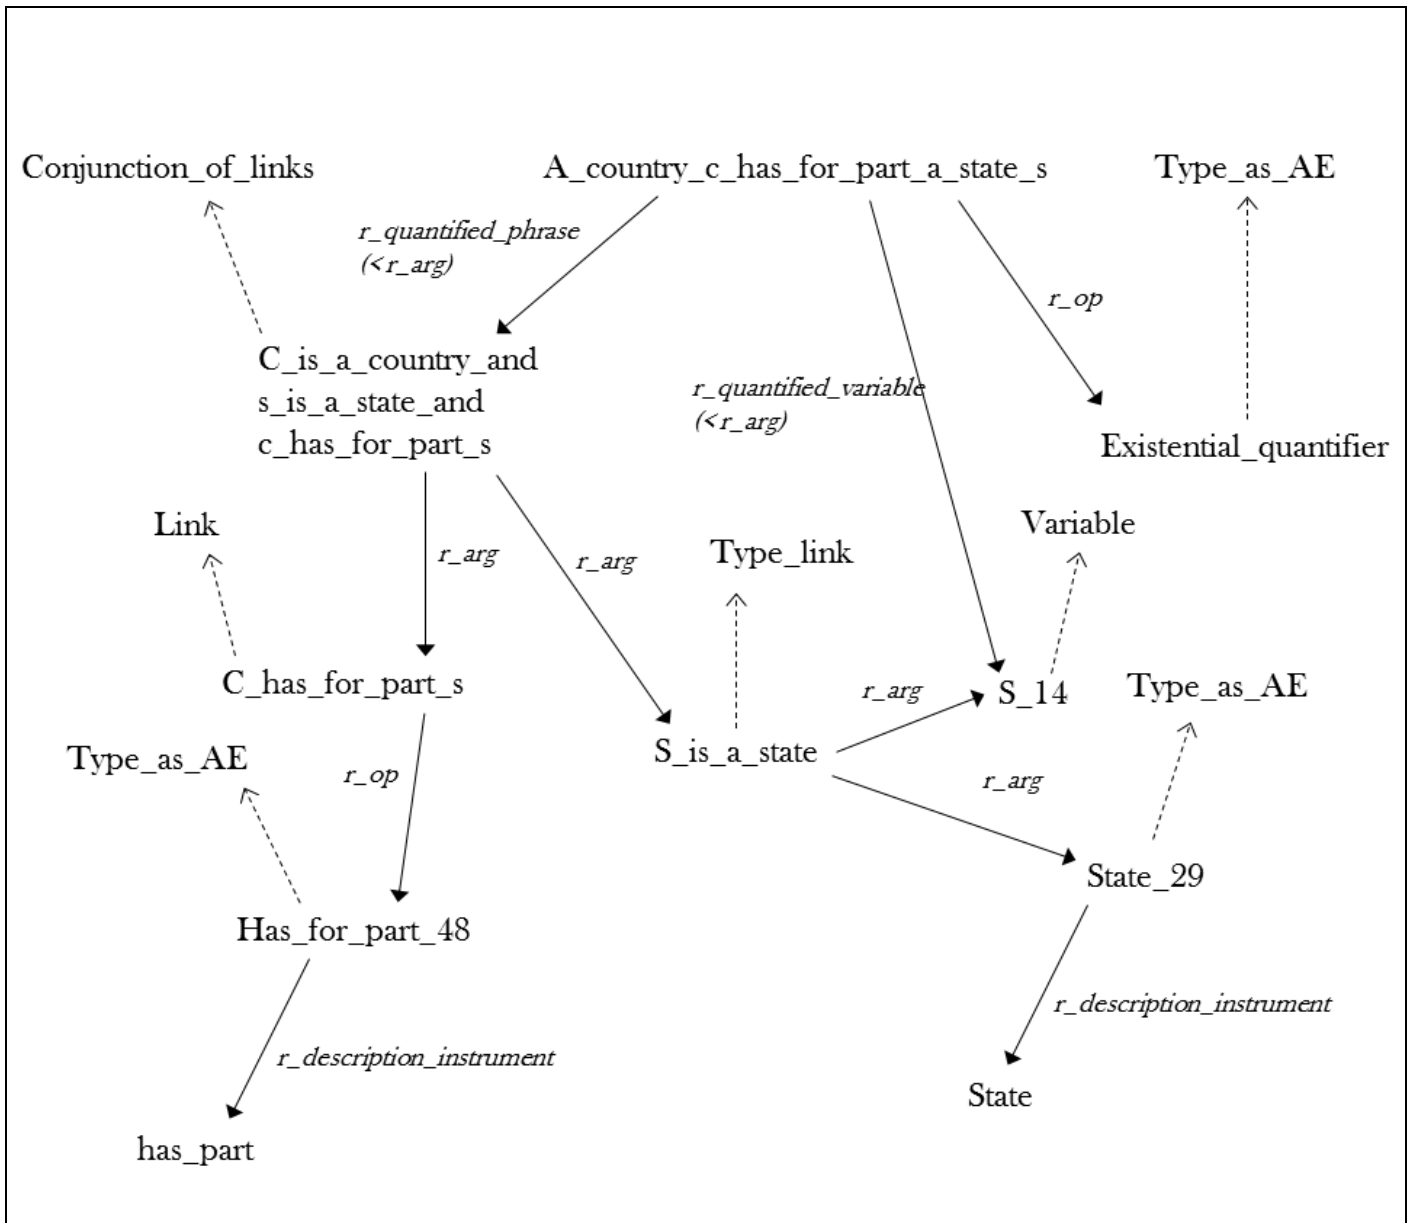 Conjunction_of_links
A_country_c_has_for_part_a_state_s
Type_as_AE
r_quantified_phrase
(<r_arg)
r_op
C_is_a_country_and
s_is_a_state_and
c_has_for_part_s
r_quantified_variable
(<r_arg)
Existential_quantifier
Link
Variable
Type_link
r_arg
r_arg
C_has_for_part_s
r_arg
S_14
Type_as_AE
Type_as_AE
r_op
S_is_a_state
r_arg
State_29
Has_for_part_48
r_description_instrument
r_description_instrument
State
has_part